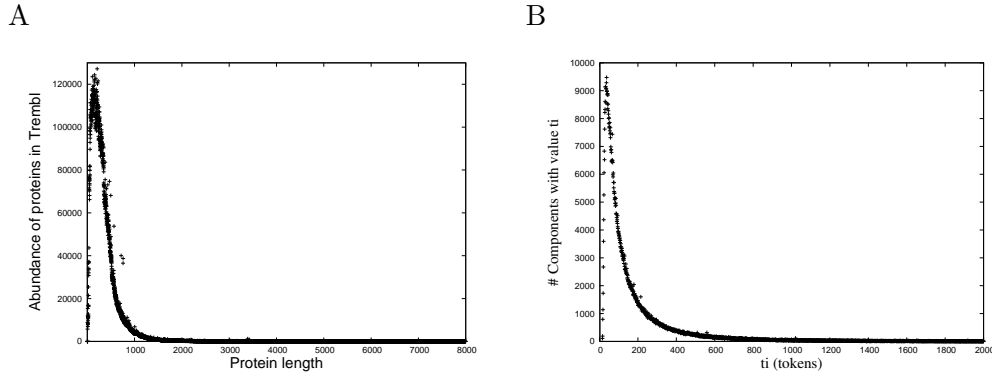 A
Abundance of proteins in Trembl
120000
100000
80000
60000
40000
20000
0
0 1000 2000 3000 4000 5000 6000 7000 8000
Protein length
B
# Components with value ti
10000
9000
8000
7000
6000
5000
4000
3000
2000
1000
0
0 200 400 600 800 1000 1200 1400 1600 1800 2000
ti (tokens)